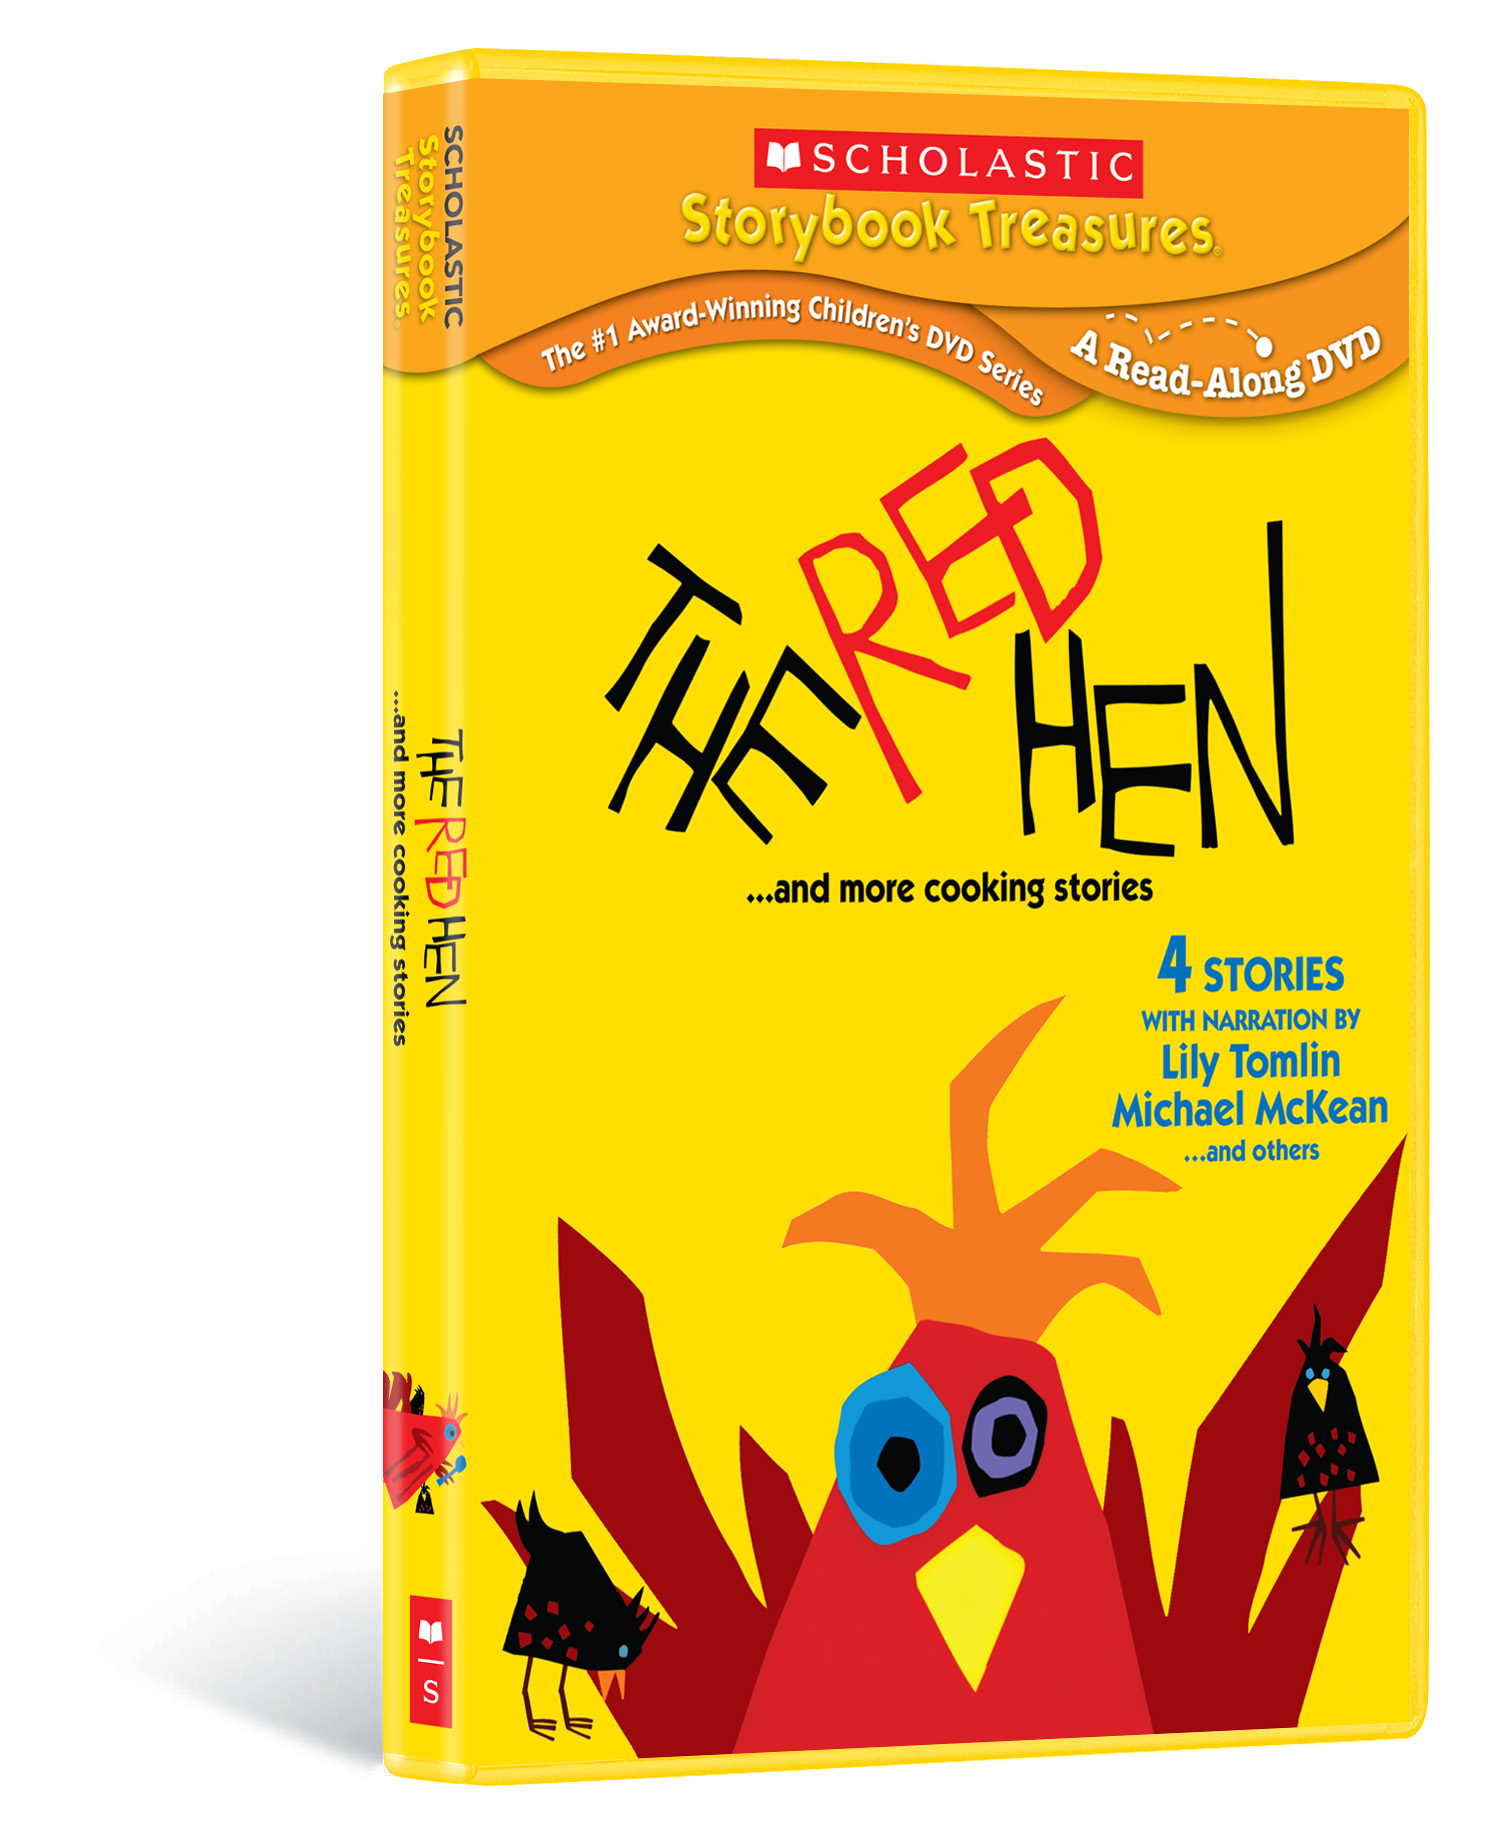 SCHOLASTIC
Storybook Treasures®
The #1 Award-Winning Children's DVD Series
A Read-Along DVD
THE RED HEN
...and more cooking stories
4 STORIES
WITH NARRATION BY
Lily Tomlin
Michael McKean
...and others
SCHOLASTIC
Storybook
Treasures®
THE RED HEN
...and more cooking stories
S